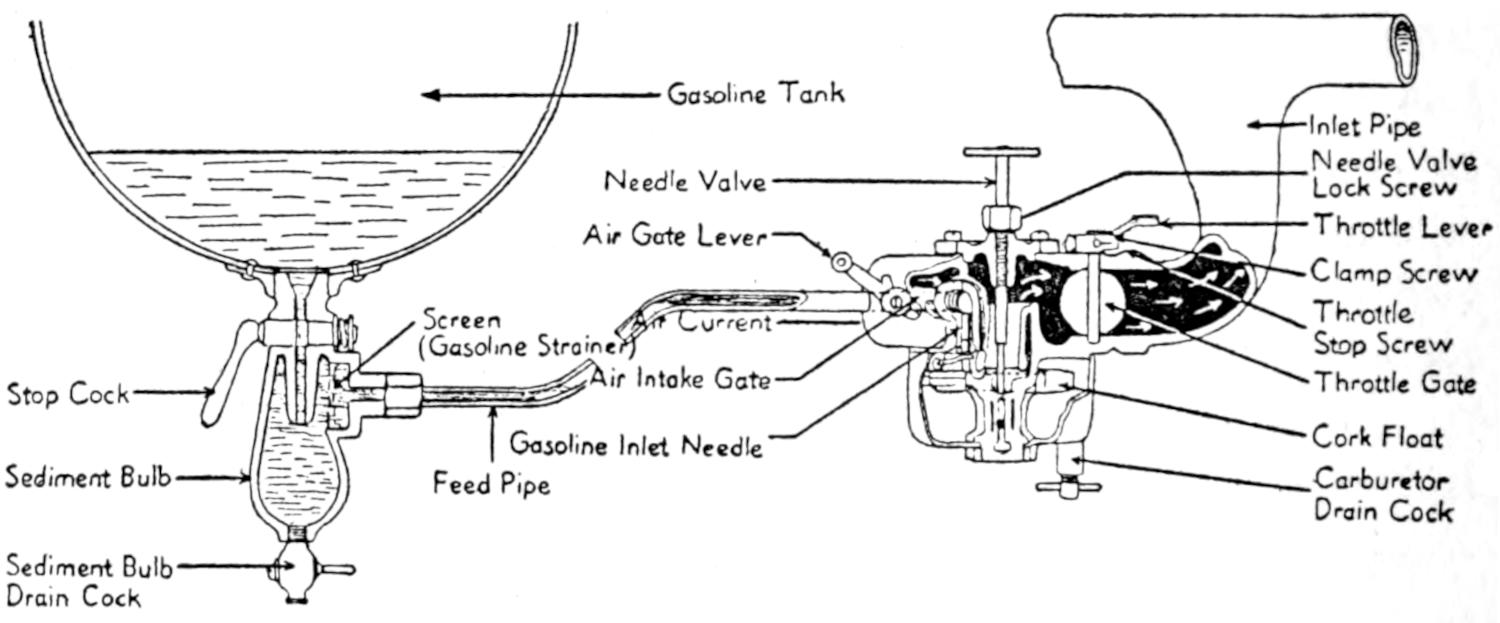 Gasoline Tank
Inlet Pipe
Needle Valve
Needle Valve
Lock Screw
Air Gate Lever
Throttle Lever
Clamp Screw
Screen
(Gasoline Strainer)
Air Current
Throttle
Stop Screw
Stop Cock
Air Intake Gate
Throttle Gate
Gasoline Inlet Needle
Cork Float
Sediment Bulb
Feed Pipe
Carburetor
Drain Cock
Sediment Bulb
Drain Cock